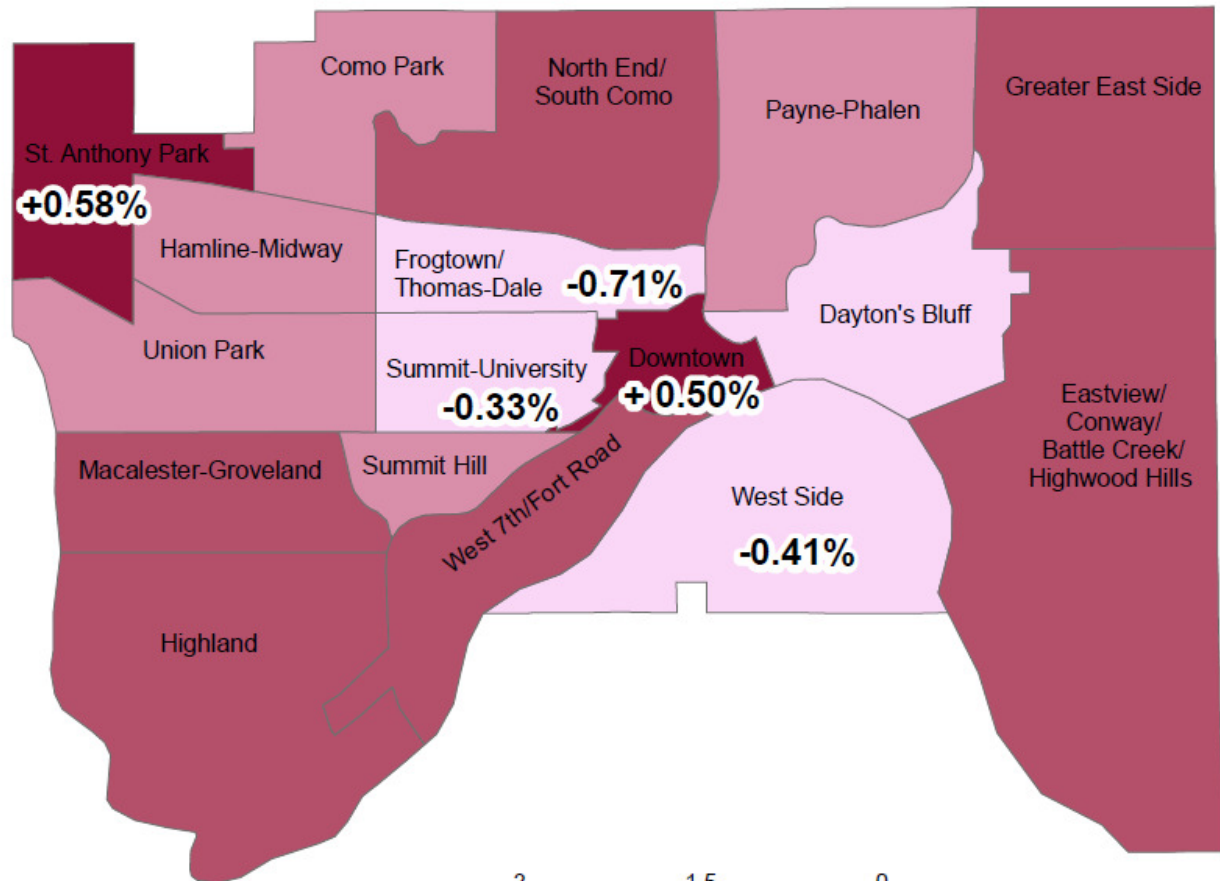 Como Park
North End/
South Como
Payne-Phalen
Greater East Side
St. Anthony Park
+0.58%
Hamline-Midway
Frogtown/
Thomas-Dale
-0.71%
Dayton's Bluff
Union Park
Summit-University
-0.33%
Downtown
+ 0.50%
Eastview/
Conway/
Battle Creek/
Highwood Hills
Macalester-Groveland
Summit Hill
West 7th/Fort Road
West Side
-0.41%
Highland